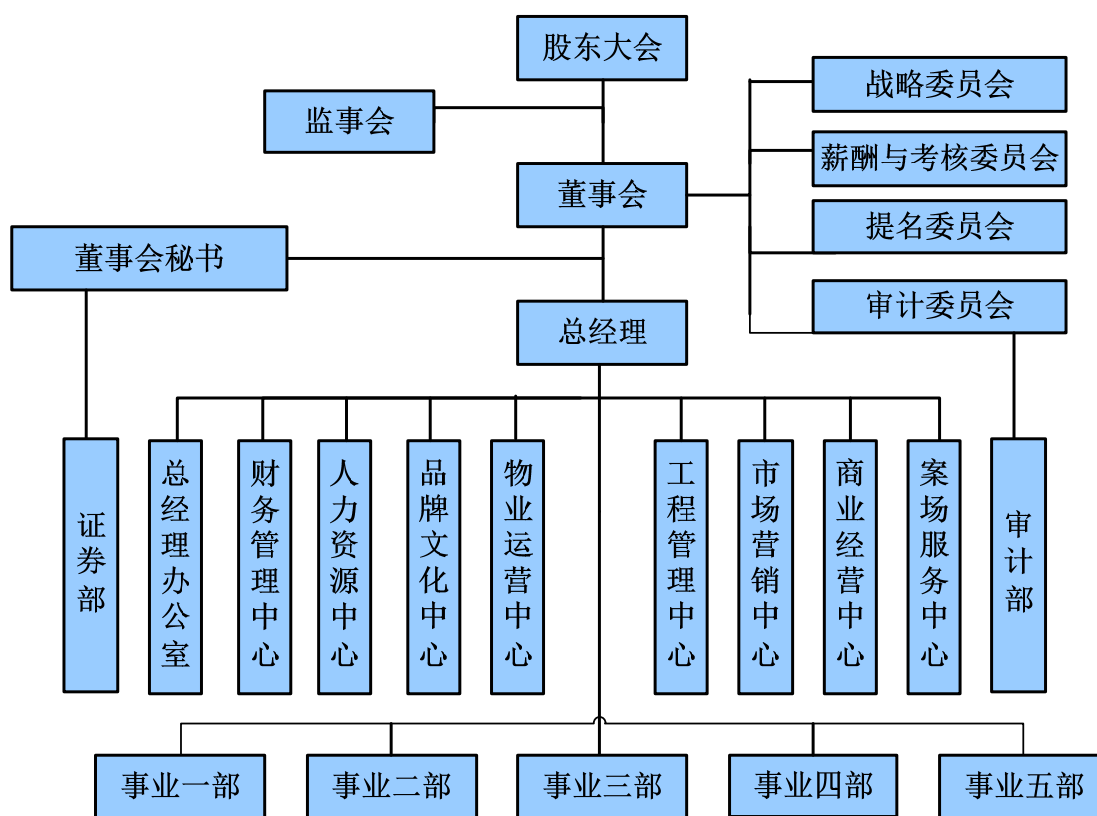 股东大会
战略委员会
监事会
薪酬与考核委员会
董事会
提名委员会
董事会秘书
审计委员会
总经理
证券部
总经理办公室
财务管理中心
人力资源中心
品牌文化中心
物业运营中心
工程管理中心
市场营销中心
商业经营中心
案场服务中心
审计部
事业一部
事业二部
事业三部
事业四部
事业五部